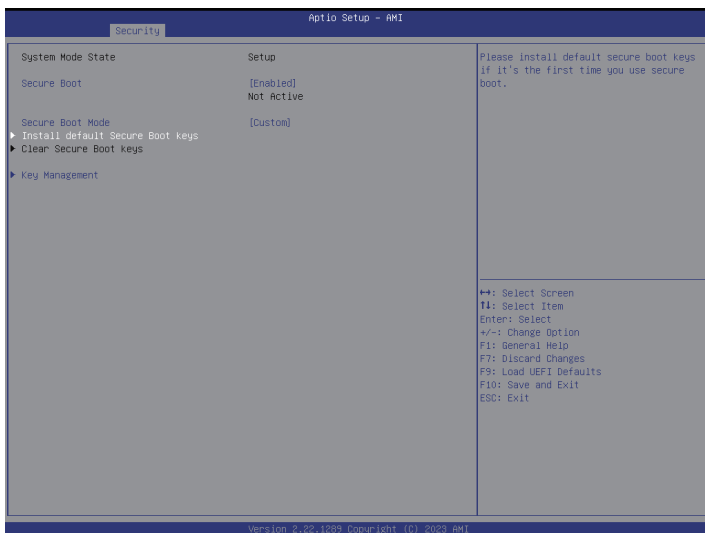 Aptio Setup – AMI
Security
System Mode State Setup
Secure Boot [Enabled]
Not Active
Secure Boot Mode [Custom]
Install default Secure Boot keys
Clear Secure Boot keys
Key Management
Please install default secure boot keys
if it's the first time you use secure
boot.
↔: Select Screen
↑↓: Select Item
Enter: Select
+/-: Change Option
F1: General Help
F7: Discard Changes
F9: Load UEFI Defaults
F10: Save and Exit
ESC: Exit
Version 2.22.1289 Copyright (C) 2023 AMI